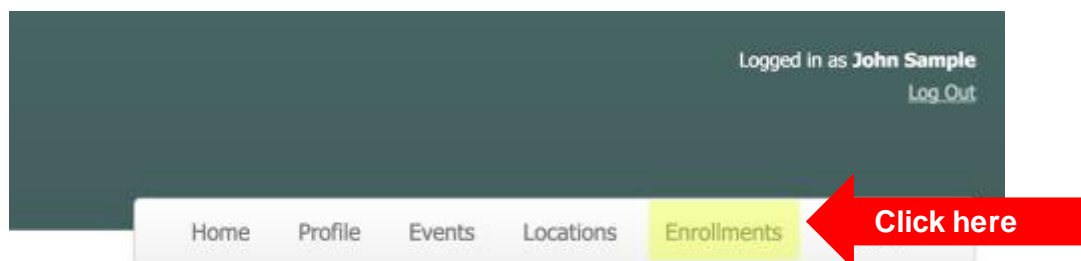 Logged in as John Sample
Log Out
Home Profile Events Locations Enrollments
Click here